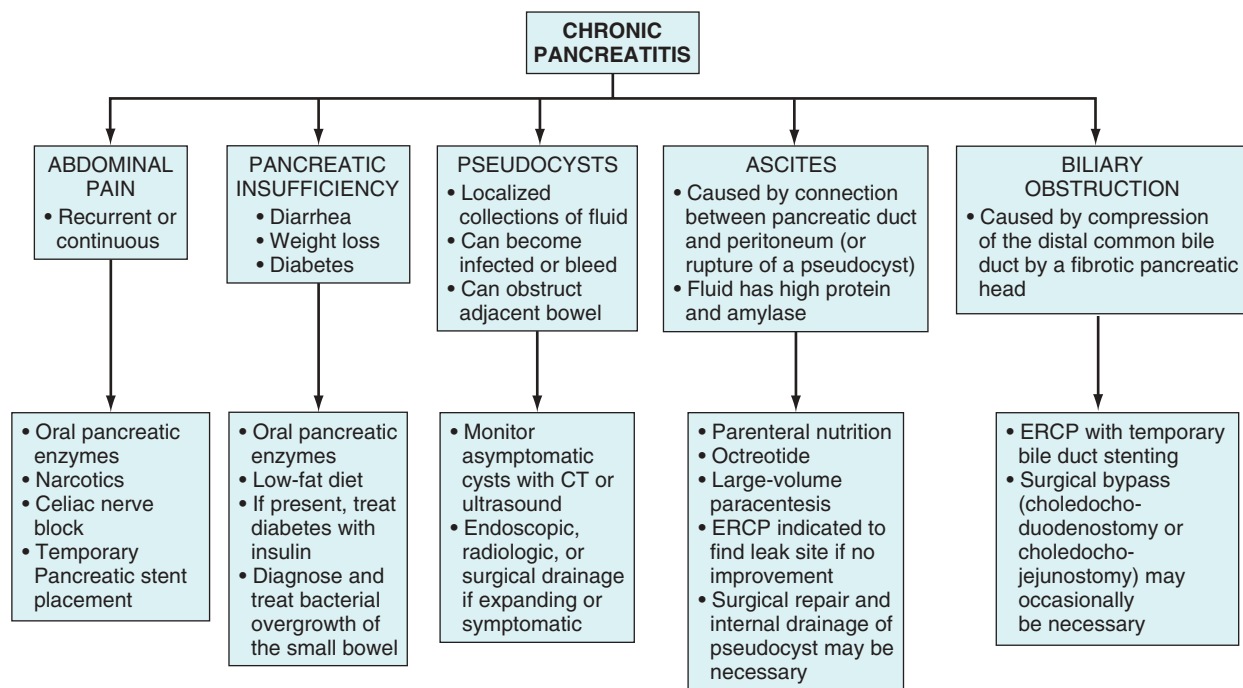 CHRONIC
PANCREATITIS
ABDOMINAL
PAIN
• Recurrent or
continuous
PANCREATIC
INSUFFICIENCY
• Diarrhea
• Weight loss
• Diabetes
PSEUDOCYSTS
• Localized
collections of fluid
• Can become
infected or bleed
• Can obstruct
adjacent bowel
ASCITES
• Caused by connection
between pancreatic duct
and peritoneum (or
rupture of a pseudocyst)
• Fluid has high protein
and amylase
BILIARY
OBSTRUCTION
• Caused by compression
of the distal common bile
duct by a fibrotic pancreatic
head
• Oral pancreatic
enzymes
• Narcotics
• Celiac nerve
block
• Temporary
Pancreatic stent
placement
• Oral pancreatic
enzymes
• Low-fat diet
• If present, treat
diabetes with
insulin
• Diagnose and
treat bacterial
overgrowth of
the small bowel
• Monitor
asymptomatic
cysts with CT or
ultrasound
• Endoscopic,
radiologic, or
surgical drainage
if expanding or
symptomatic
• Parenteral nutrition
• Octreotide
• Large-volume
paracentesis
• ERCP indicated to
find leak site if no
improvement
• Surgical repair and
internal drainage of
pseudocyst may be
necessary
• ERCP with temporary
bile duct stenting
• Surgical bypass
(choledocho-
duodenostomy or
choledocho-
jejunostomy) may
occasionally
be necessary